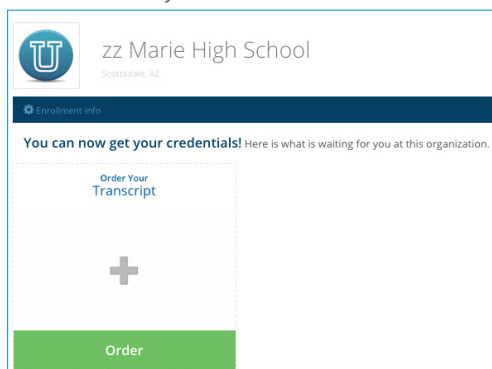 U
zz Marie High School
Scottsdale, AZ
Enrollment Info
You can now get your credentials! Here is what is waiting for you at this organization.
Order Your
Transcript
Order